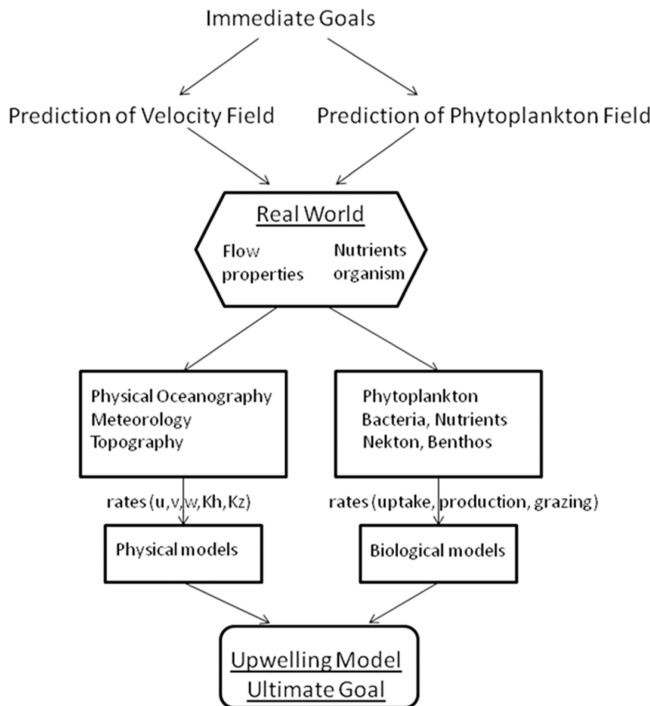 Immediate Goals
Prediction of Velocity Field
Prediction of Phytoplankton Field
Real World
Flow
properties
Nutrients
organism
Physical Oceanography
Meteorology
Topography
Phytoplankton
Bacteria, Nutrients
Nekton, Benthos
rates (u,v,w,Kh,Kz)
rates (uptake, production, grazing)
Physical models
Biological models
Upwelling Model
Ultimate Goal